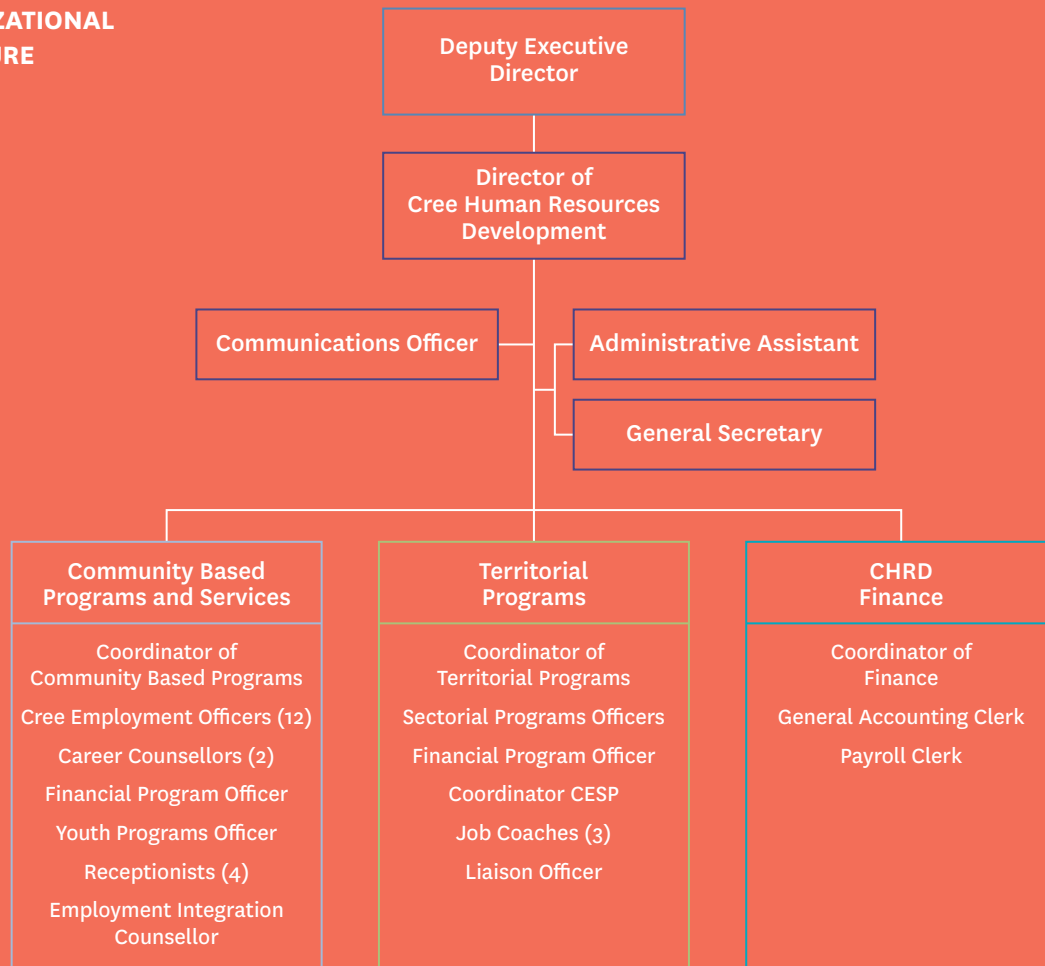 ZATIONAL
URE
Deputy Executive
Director
Director of
Cree Human Resources
Development
Communications Officer
Administrative Assistant
General Secretary
Community Based
Programs and Services
Coordinator of
Community Based Programs
Cree Employment Officers (12)
Career Counsellors (2)
Financial Program Officer
Youth Programs Officer
Receptionists (4)
Employment Integration
Counsellor
Territorial
Programs
Coordinator of
Territorial Programs
Sectorial Programs Officers
Financial Program Officer
Coordinator CESP
Job Coaches (3)
Liaison Officer
CHRD
Finance
Coordinator of
Finance
General Accounting Clerk
Payroll Clerk